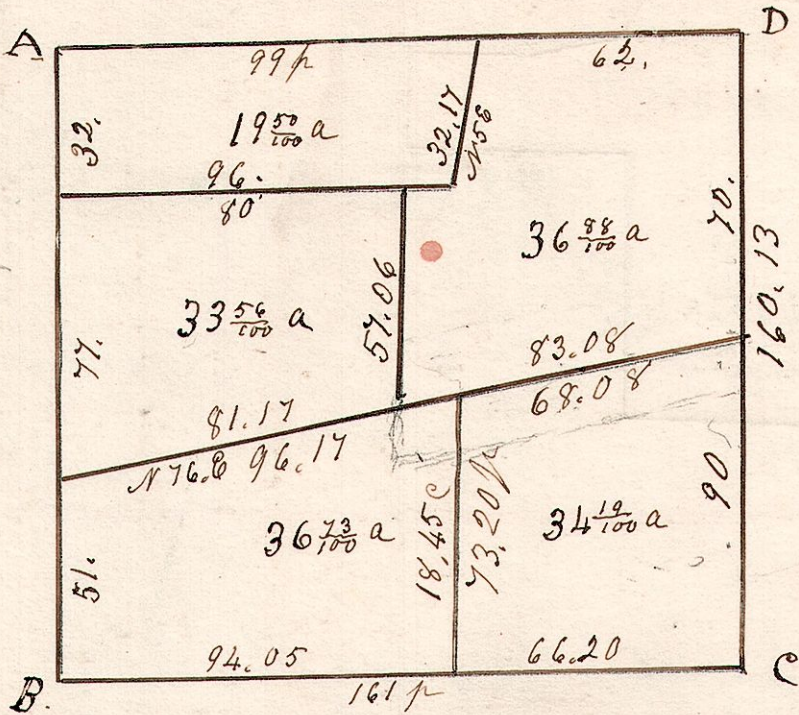 A
D
99 p
62.
32.
19 50/100 a
32.17
N 5 E
96.
80
36 88/100 a
70.
160.13
33 56/100 a
57.06
77.
83.08
68.08
81.17
N 76. E 96.17
90
36 73/100 a
18.45 c
73.20 p
34 19/100 a
51.
94.05
66.20
B.
161 p
C